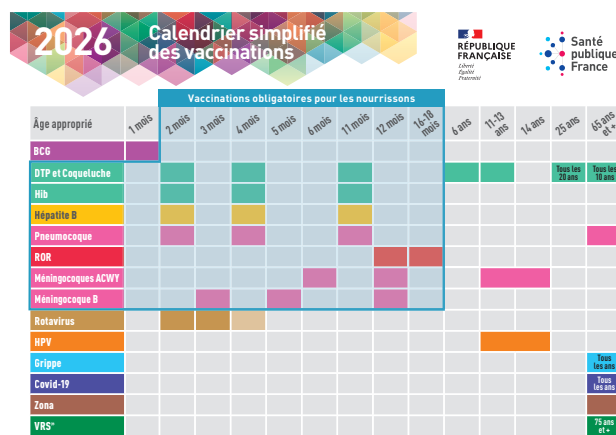 2026
Calendrier simplifié
des vaccinations
RÉPUBLIQUE
FRANÇAISE
Liberté
Égalité
Fraternité
Santé
publique
France
Vaccinations obligatoires pour les nourrissons
Âge approprié
1 mois
2 mois
3 mois
4 mois
5 mois
6 mois
11 mois
12 mois
16-18
mois
6 ans
11-13
ans
14 ans
25 ans
65 ans
et +
BCG
DTP et Coqueluche
Tous les
20 ans
Tous les
10 ans
Hib
Hépatite B
Pneumocoque
ROR
Méningocoques ACWY
Méningocoque B
Rotavirus
HPV
Grippe
Tous
les ans
Covid-19
Tous
les ans
Zona
VRS**
75 ans
et +